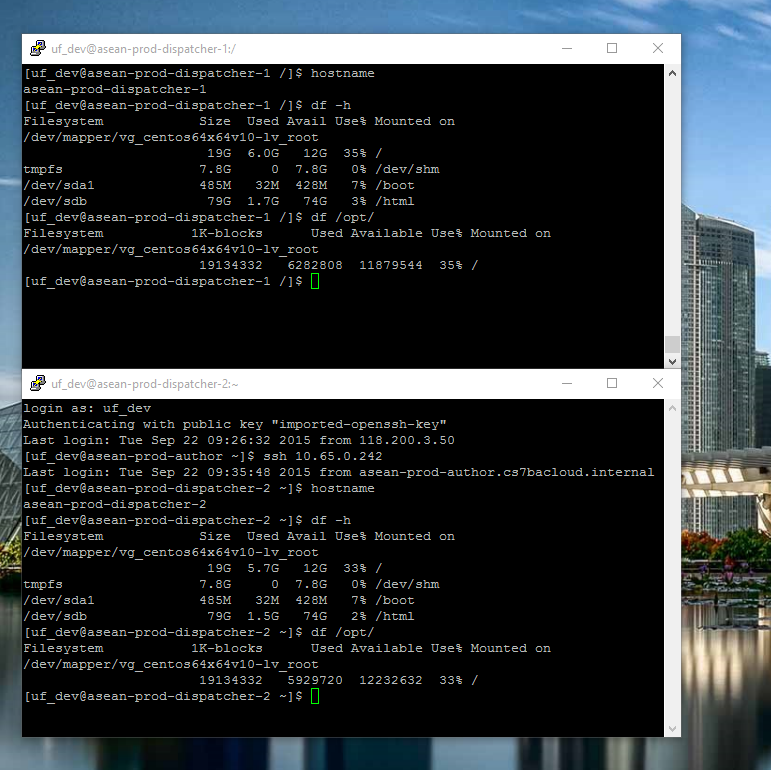 uf_dev@asean-prod-dispatcher-1:/
[uf_dev@asean-prod-dispatcher-1 /]$ hostname
asean-prod-dispatcher-1
[uf_dev@asean-prod-dispatcher-1 /]$ df -h
Filesystem            Size  Used Avail Use% Mounted on
/dev/mapper/vg_centos64x64v10-lv_root
                       19G  6.0G   12G  35% /
tmpfs                 7.8G     0  7.8G   0% /dev/shm
/dev/sda1             485M   32M  428M   7% /boot
/dev/sdb               79G  1.7G   74G   3% /html
[uf_dev@asean-prod-dispatcher-1 /]$ df /opt/
Filesystem           1K-blocks      Used Available Use% Mounted on
/dev/mapper/vg_centos64x64v10-lv_root
                      19134332   6282808  11879544  35% /
[uf_dev@asean-prod-dispatcher-1 /]$
uf_dev@asean-prod-dispatcher-2:~
login as: uf_dev
Authenticating with public key "imported-openssh-key"
Last login: Tue Sep 22 09:26:32 2015 from 118.200.3.50
[uf_dev@asean-prod-author ~]$ ssh 10.65.0.242
Last login: Tue Sep 22 09:35:48 2015 from asean-prod-author.cs7bacloud.internal
[uf_dev@asean-prod-dispatcher-2 ~]$ hostname
asean-prod-dispatcher-2
[uf_dev@asean-prod-dispatcher-2 ~]$ df -h
Filesystem            Size  Used Avail Use% Mounted on
/dev/mapper/vg_centos64x64v10-lv_root
                       19G  5.7G   12G  33% /
tmpfs                 7.8G     0  7.8G   0% /dev/shm
/dev/sda1             485M   32M  428M   7% /boot
/dev/sdb               79G  1.5G   74G   2% /html
[uf_dev@asean-prod-dispatcher-2 ~]$ df /opt/
Filesystem           1K-blocks      Used Available Use% Mounted on
/dev/mapper/vg_centos64x64v10-lv_root
                      19134332   5929720  12232632  33% /
[uf_dev@asean-prod-dispatcher-2 ~]$